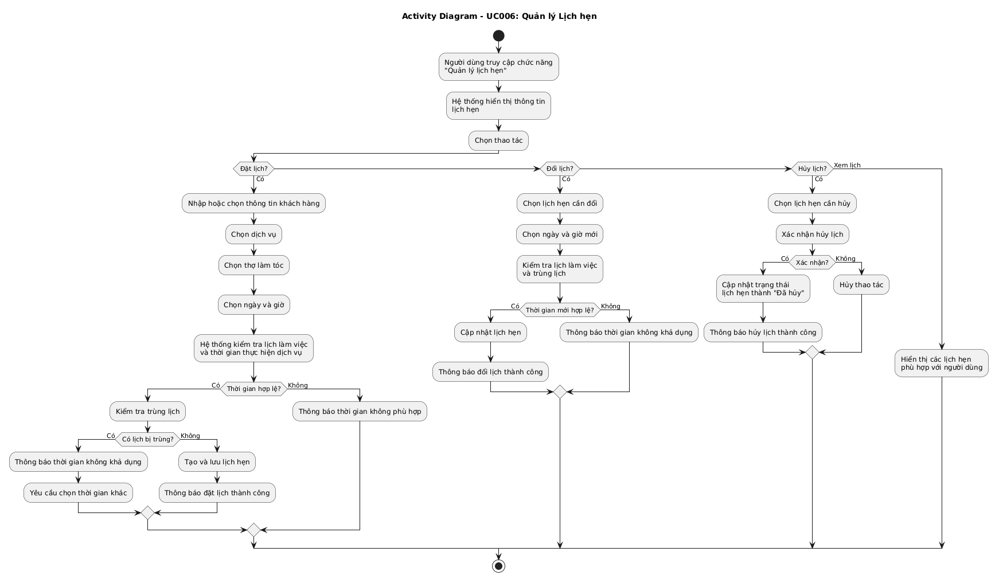 Activity Diagram - UC006: Quản lý Lịch hẹn
Người dùng truy cập chức năng
"Quản lý lịch hẹn"
Hệ thống hiển thị thông tin
lịch hẹn
Chọn thao tác
Đặt lịch?
Có
Nhập hoặc chọn thông tin khách hàng
Chọn dịch vụ
Chọn thợ làm tóc
Chọn ngày và giờ
Hệ thống kiểm tra lịch làm việc
và thời gian thực hiện dịch vụ
Có
Thời gian hợp lệ?
Không
Kiểm tra trùng lịch
Có
Có lịch bị trùng?
Không
Thông báo thời gian không khả dụng
Yêu cầu chọn thời gian khác
Tạo và lưu lịch hẹn
Thông báo đặt lịch thành công
Thông báo thời gian không phù hợp
Đổi lịch?
Có
Chọn lịch hẹn cần đổi
Chọn ngày và giờ mới
Kiểm tra lịch làm việc
và trùng lịch
Có
Thời gian mới hợp lệ?
Không
Cập nhật lịch hẹn
Thông báo đổi lịch thành công
Thông báo thời gian không khả dụng
Hủy lịch?
Xem lịch
Có
Chọn lịch hẹn cần hủy
Xác nhận hủy lịch
Có
Xác nhận?
Không
Cập nhật trạng thái
lịch hẹn thành "Đã hủy"
Thông báo hủy lịch thành công
Hủy thao tác
Hiển thị các lịch hẹn
phù hợp với người dùng